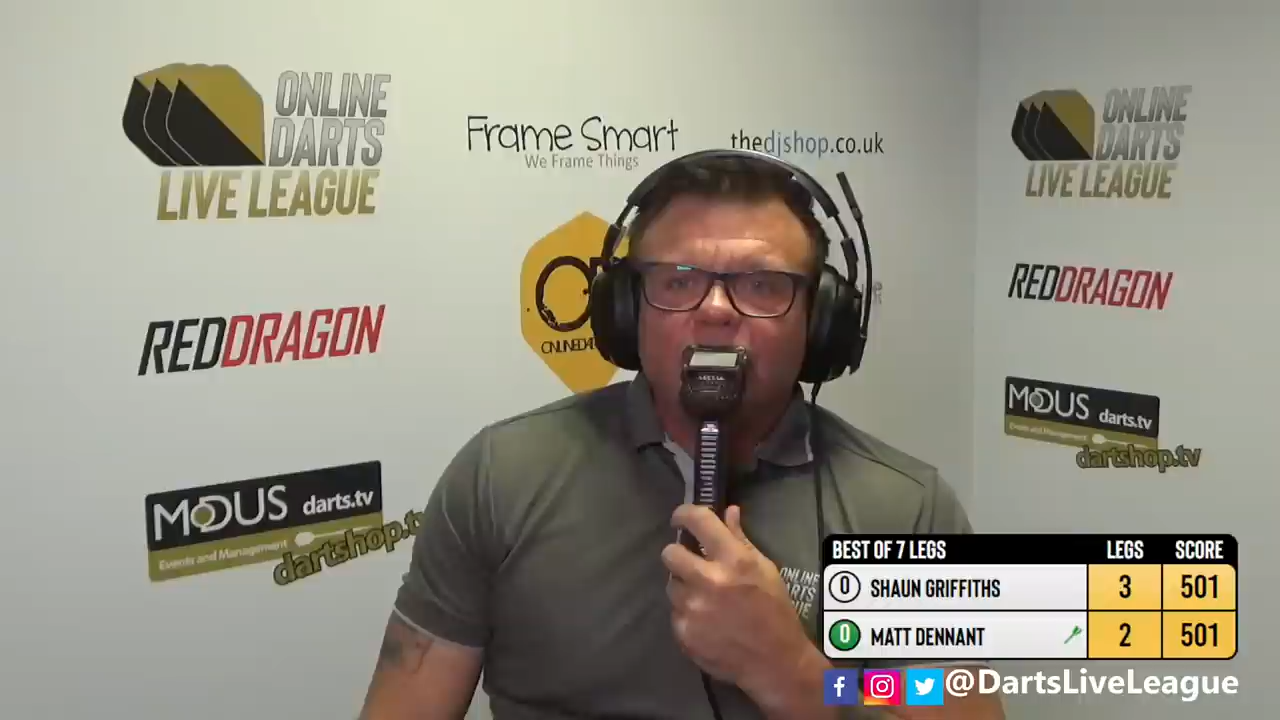 ONLINE
DARTS
LIVE LEAGUE
Frame Smart
We Frame Things
thedjshop.co.uk
ONLINE
DARTS
LIVE LEAGUE
REDDRAGON
REDDRAGON
MODUS darts.tv
Events and Management
dartshop.tv
MODUS darts.tv
Events and Management
dartshop.tv
BEST OF 7 LEGS LEGS SCORE
0 SHAUN GRIFFITHS 3 501
0 MATT DENNANT 2 501
@DartsLiveLeague